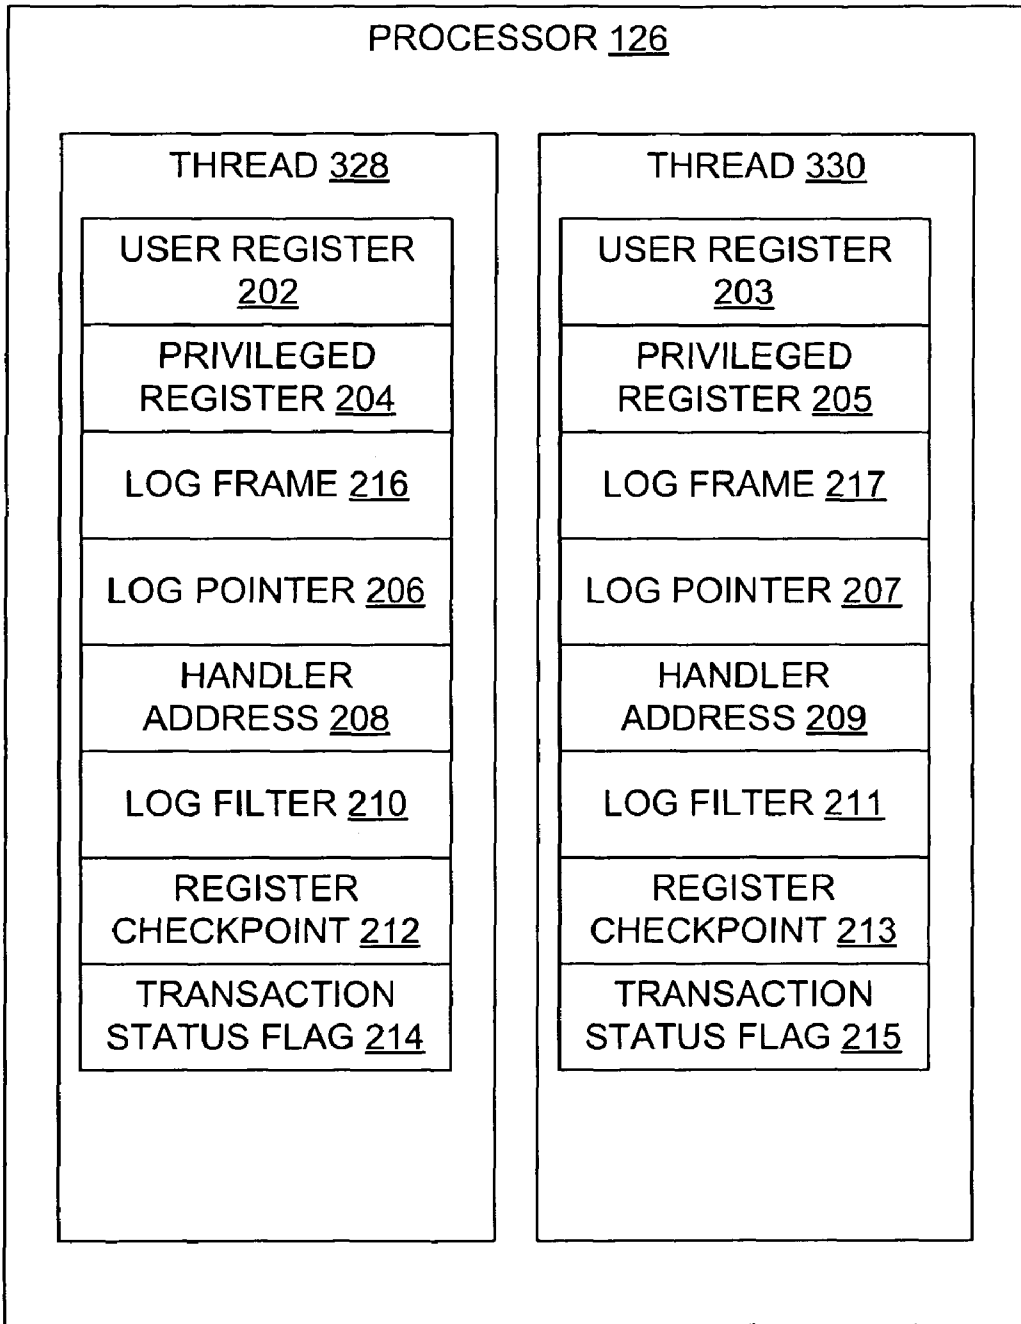 PROCESSOR 126
THREAD 328
USER REGISTER
202
PRIVILEGED
REGISTER 204
LOG FRAME 216
LOG POINTER 206
HANDLER
ADDRESS 208
LOG FILTER 210
REGISTER
CHECKPOINT 212
TRANSACTION
STATUS FLAG 214
THREAD 330
USER REGISTER
203
PRIVILEGED
REGISTER 205
LOG FRAME 217
LOG POINTER 207
HANDLER
ADDRESS 209
LOG FILTER 211
REGISTER
CHECKPOINT 213
TRANSACTION
STATUS FLAG 215